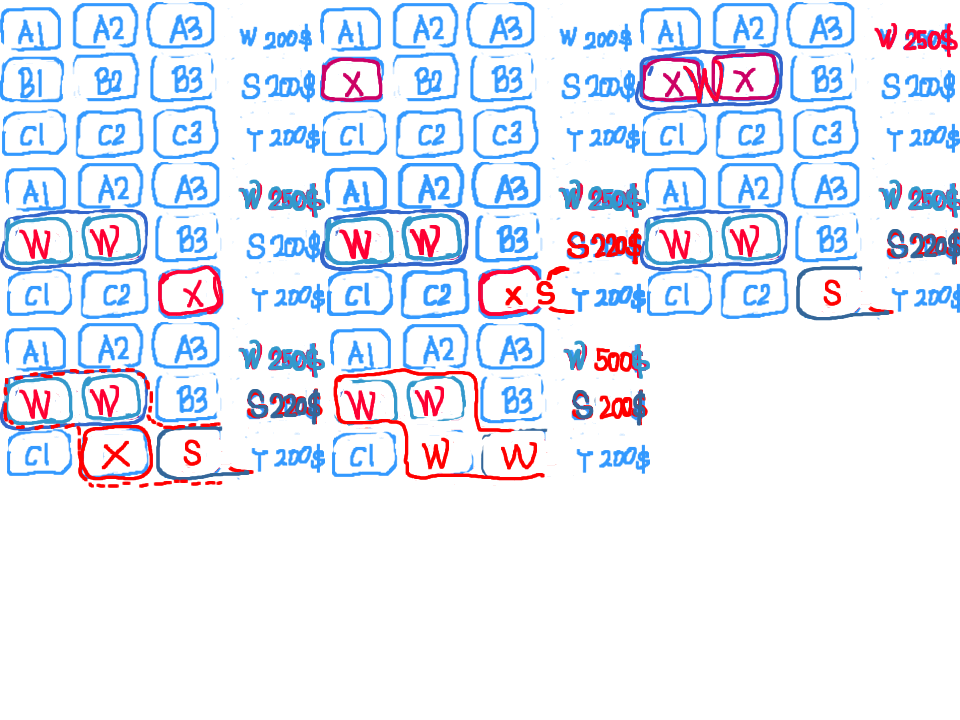 A1 A2 A3 W 200$ A1 A2 A3 W 200$ A1 A2 A3 W 250$
B1 B2 B3 S 200$ X B2 B3 S 200$ X W X B3 S 200$
C1 C2 C3 T 200$ C1 C2 C3 T 200$ C1 C2 C3 T 200$
A1 A2 A3 W 250$ A1 A2 A3 W 250$ A1 A2 A3 W 250$
W W B3 S 200$ W W B3 S 220$ W W B3 S 220$
C1 C2 X T 200$ C1 C2 X S T 200$ C1 C2 S T 200$
A1 A2 A3 W 250$ A1 A2 A3 W 500$
W W B3 S 220$ W W B3 S 200$
C1 X S T 200$ C1 W W T 200$